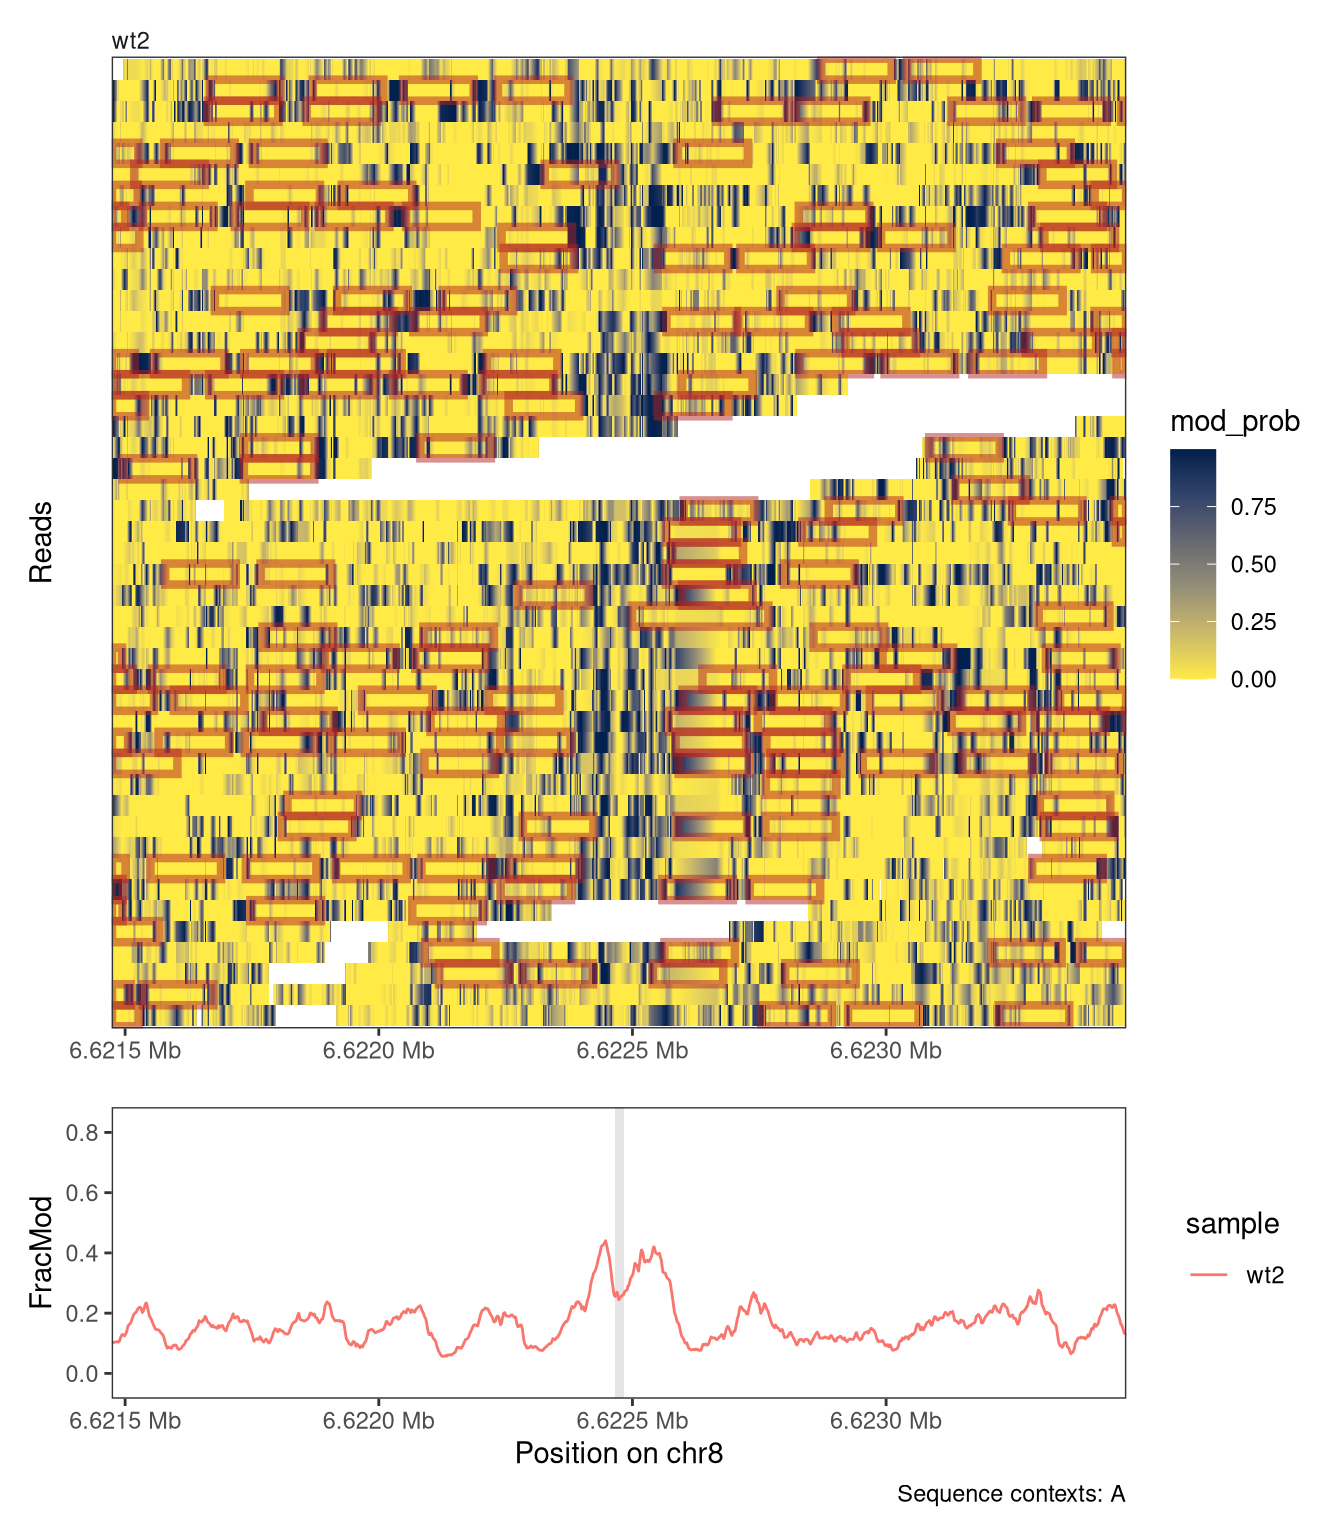 wt2
Reads
6.6215 Mb 6.6220 Mb 6.6225 Mb 6.6230 Mb
mod_prob
0.75
0.50
0.25
0.00
0.8
0.6
0.4
0.2
0.0
FracMod
6.6215 Mb 6.6220 Mb 6.6225 Mb 6.6230 Mb
Position on chr8
sample
wt2
Sequence contexts: A